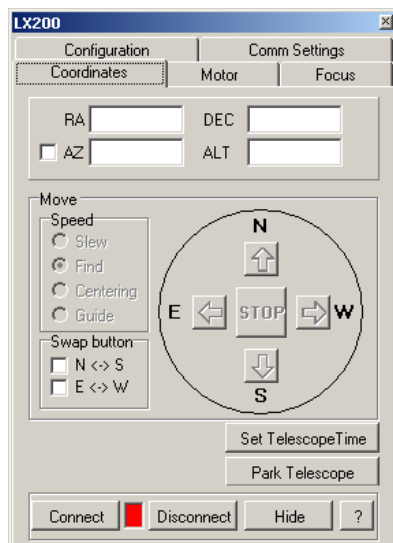 LX200
Configuration Comm Settings
Coordinates Motor Focus
RA DEC
AZ ALT
Move
Speed
Slew
Find
Centering
Guide
N
E STOP W
S
Swap button
N <-> S
E <-> W
Set TelescopeTime
Park Telescope
Connect Disconnect Hide ?